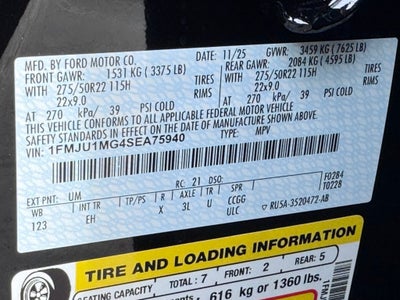 MFD. BY FORD MOTOR CO.
DATE: 11/25 GVWR: 3459 KG (7625 LB)
FRONT GAWR: 1531 KG (3375 LB) REAR GAWR: 2084 KG (4595 LB)
275/50R22 115H TIRES 275/50R22 115H TIRES
22x9.0 RIMS 22x9.0 RIMS
AT 270 kPa/ 39 PSI COLD AT 270 kPa/ 39 PSI COLD
THIS VEHICLE CONFORMS TO ALL APPLICABLE FEDERAL MOTOR VEHICLE
SAFETY STANDARDS IN EFFECT ON THE DATE OF MANUFACTURE SHOWN ABOVE.
VIN: 1FMJU1MG4SEA75940
TYPE: MPV
EXT PNT: UM RC: 21 DSO: F0284
WB TP/PS R AXLE TR SPR T0228
123 EH X 3L U CCCC
UCLC RU5A-3520472-AB
TIRE AND LOADING INFORMATION
SEATING CAPACITY TOTAL: 7 FRONT: 2 REAR: 5
616 kg or 1360 lbs.
1FMJU